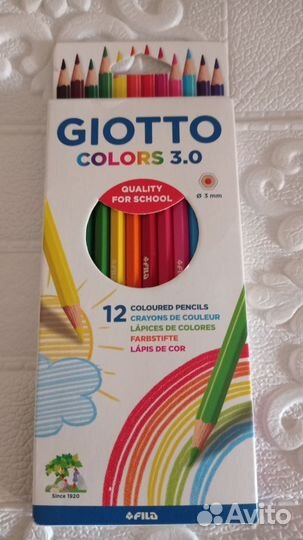 GIOTTO
COLORS 3.0
QUALITY
FOR SCHOOL
Ø 3 mm
FILA
12 COLOURED PENCILS
CRAYONS DE COULEUR
LÁPICES DE COLORES
FARBSTIFTE
LÁPIS DE COR
Since 1920
FILA
Avito